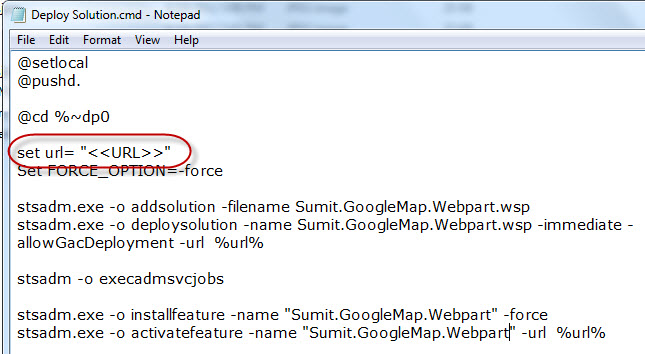 Deploy Solution.cmd - Notepad
File Edit Format View Help
@setlocal
@pushd.
@cd %~dp0
set url= "<<URL>>"
Set FORCE_OPTION=-force
stsadm.exe -o addsolution -filename Sumit.GoogleMap.Webpart.wsp
stsadm.exe -o deploysolution -name Sumit.GoogleMap.Webpart.wsp -immediate -
allowGacDeployment -url  %url%
stsadm -o execadmsvcjobs
stsadm.exe -o installfeature -name "Sumit.GoogleMap.Webpart" -force
stsadm.exe -o activatefeature -name "Sumit.GoogleMap.Webpart" -url  %url%